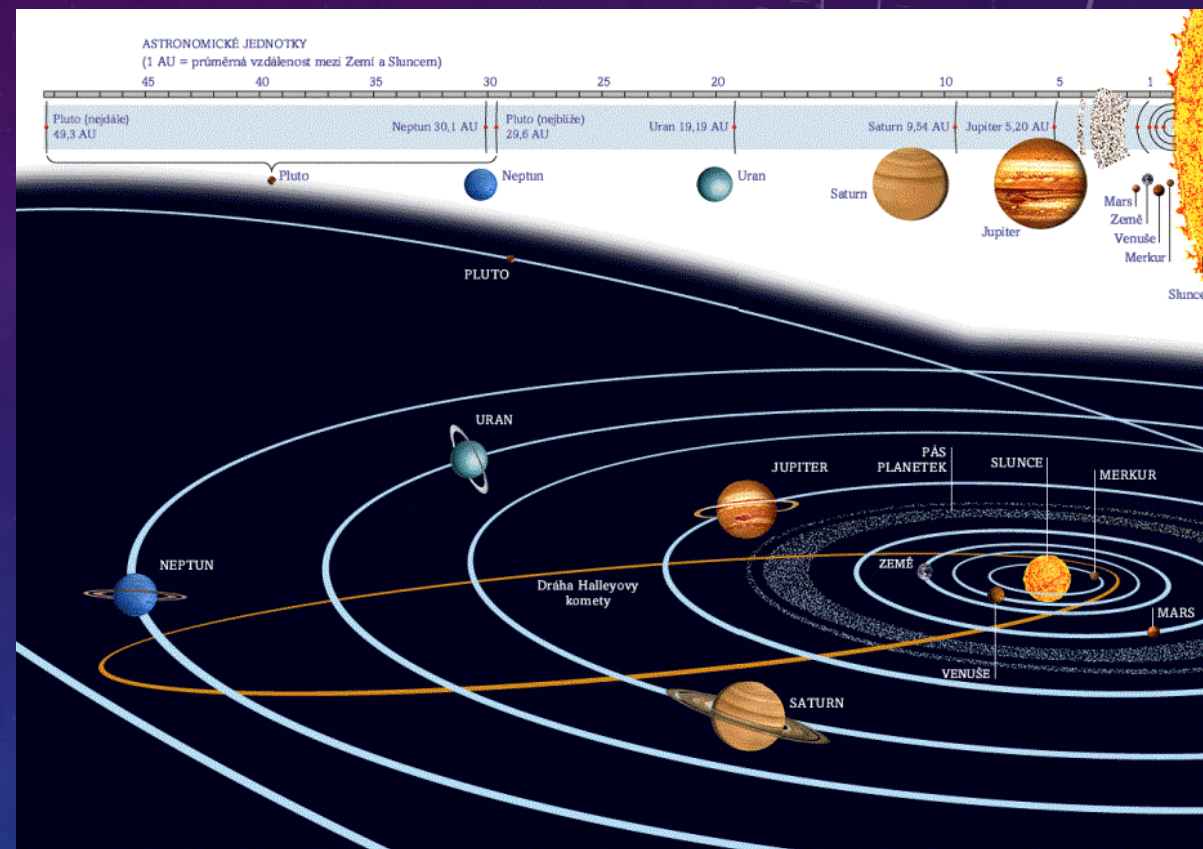 ASTRONOMICKÉ JEDNOTKY
(1 AU = průměrná vzdálenost mezi Zemí a Sluncem)
45 40 35 30 25 20 10 5 1
Pluto (nejdále)
49,3 AU
Neptun 30,1 AU
Pluto (nejblíže)
29,6 AU
Uran 19,19 AU
Saturn 9,54 AU
Jupiter 5,20 AU
Pluto
Neptun
Uran
Saturn
Jupiter
Mars
Země
Venuše
Merkur
Slunce
PLUTO
URAN
JUPITER
PÁS
PLANETEK
SLUNCE
MERKUR
NEPTUN
ZEMĚ
Dráha Halleyovy
komety
MARS
VENUŠE
SATURN